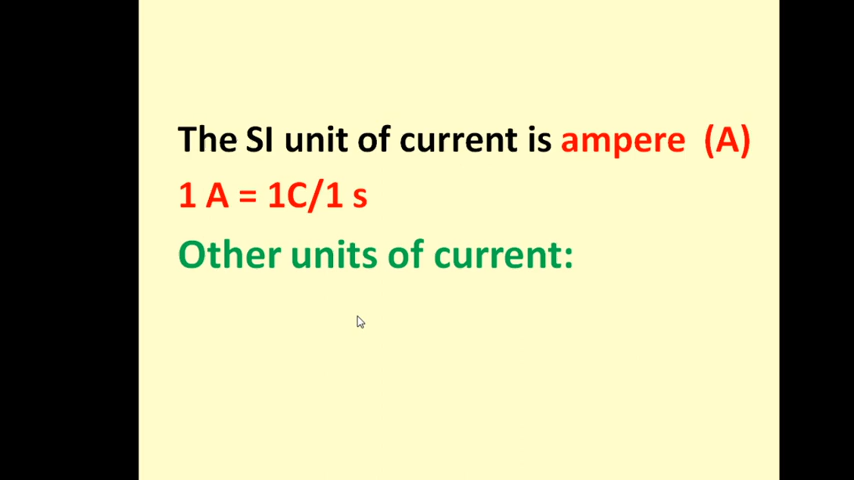 The SI unit of current is ampere (A)
1 A = 1C/1 s
Other units of current: